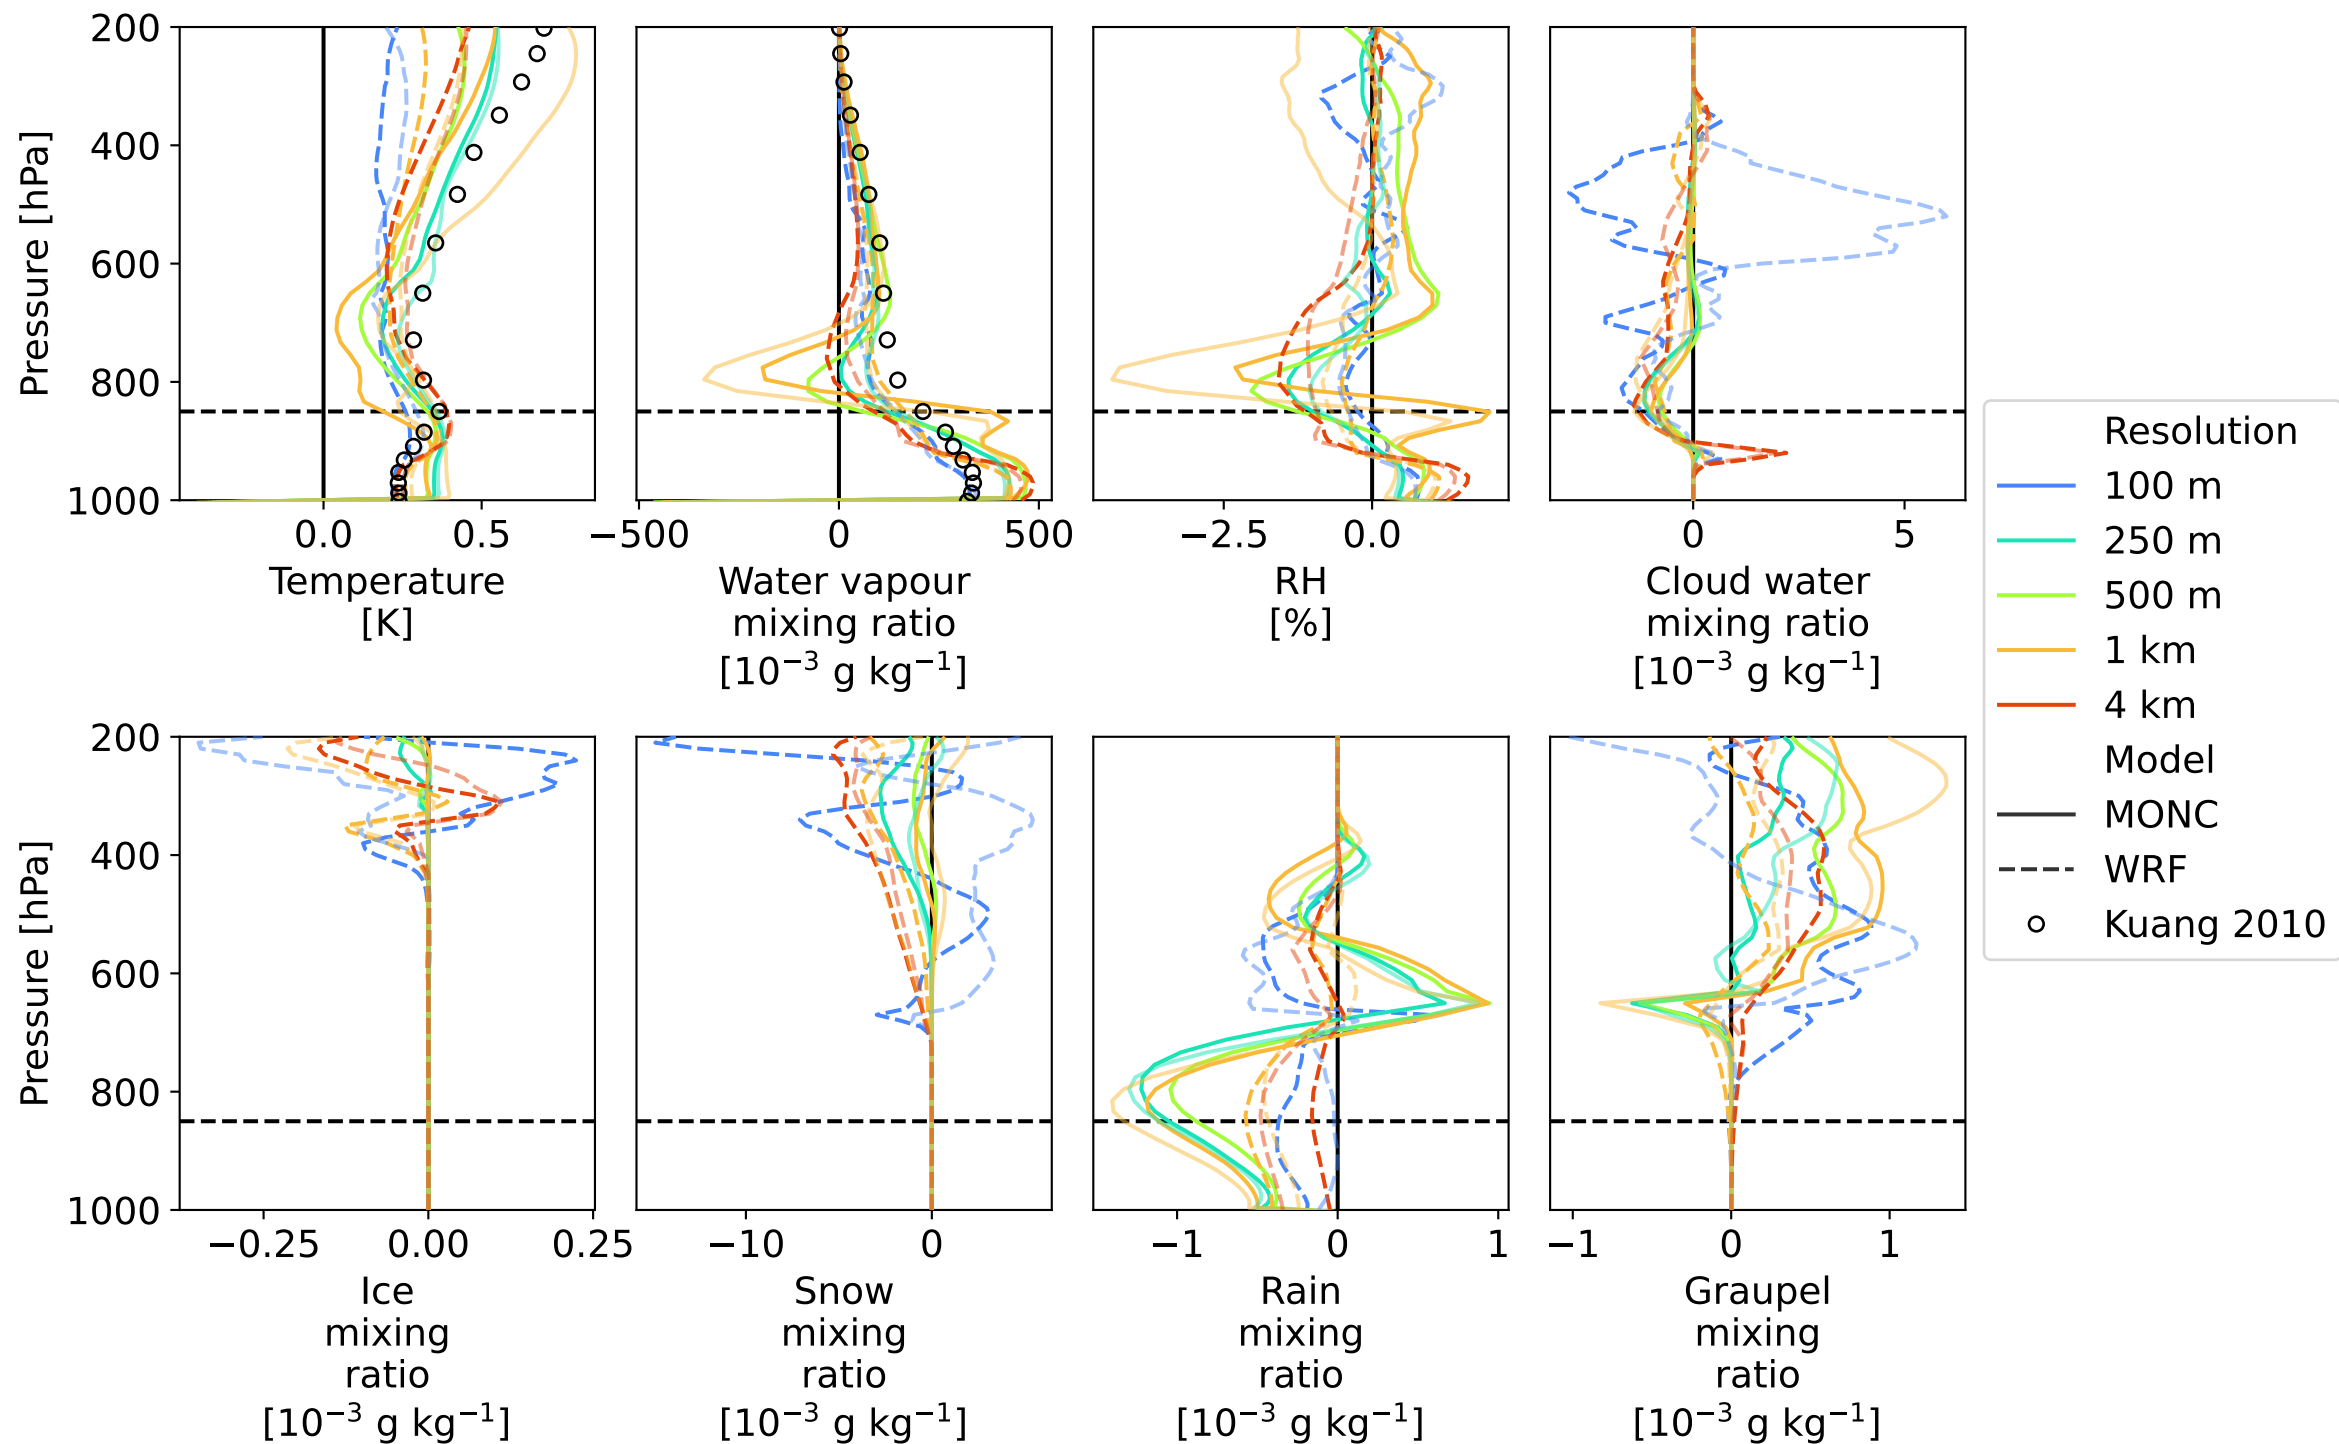 200
400
600
800
1000
Pressure [hPa]
0.0 0.5
Temperature
[K]
−500 0 500
Water vapour
mixing ratio
[10⁻³ g kg⁻¹]
−2.5 0.0
RH
[%]
0 5
Cloud water
mixing ratio
[10⁻³ g kg⁻¹]
200
400
600
800
1000
Pressure [hPa]
−0.25 0.00 0.25
Ice
mixing
ratio
[10⁻³ g kg⁻¹]
−10 0
Snow
mixing
ratio
[10⁻³ g kg⁻¹]
−1 0 1
Rain
mixing
ratio
[10⁻³ g kg⁻¹]
−1 0 1
Graupel
mixing
ratio
[10⁻³ g kg⁻¹]
Resolution
100 m
250 m
500 m
1 km
4 km
Model
MONC
WRF
Kuang 2010